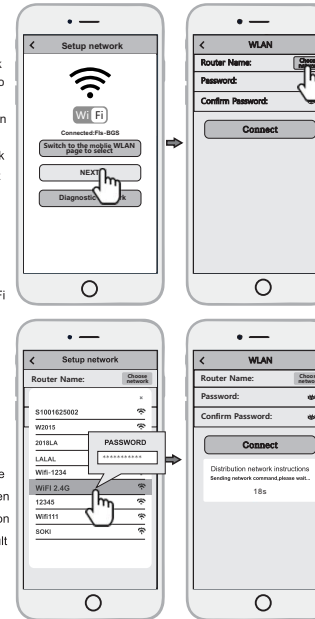 Setup network
Wi Fi
Connected:Fls-BGS
Switch to the moblie WLAN
page to select
NEXT
Diagnostic
WLAN
Router Name:
Choose
Password:
Confirm Password:
Connect
Setup network
Router Name:
Choose
network
×
S1001625002
W2015
2018LA
LALAL
Wifi-1234
WiFI 2.4G
12345
Wifi111
SOKI
PASSWORD
***********
WLAN
Router Name:
Choose
Password:
Confirm Password:
Connect
Distribution network instructions
Sending network command,please wait...
18s